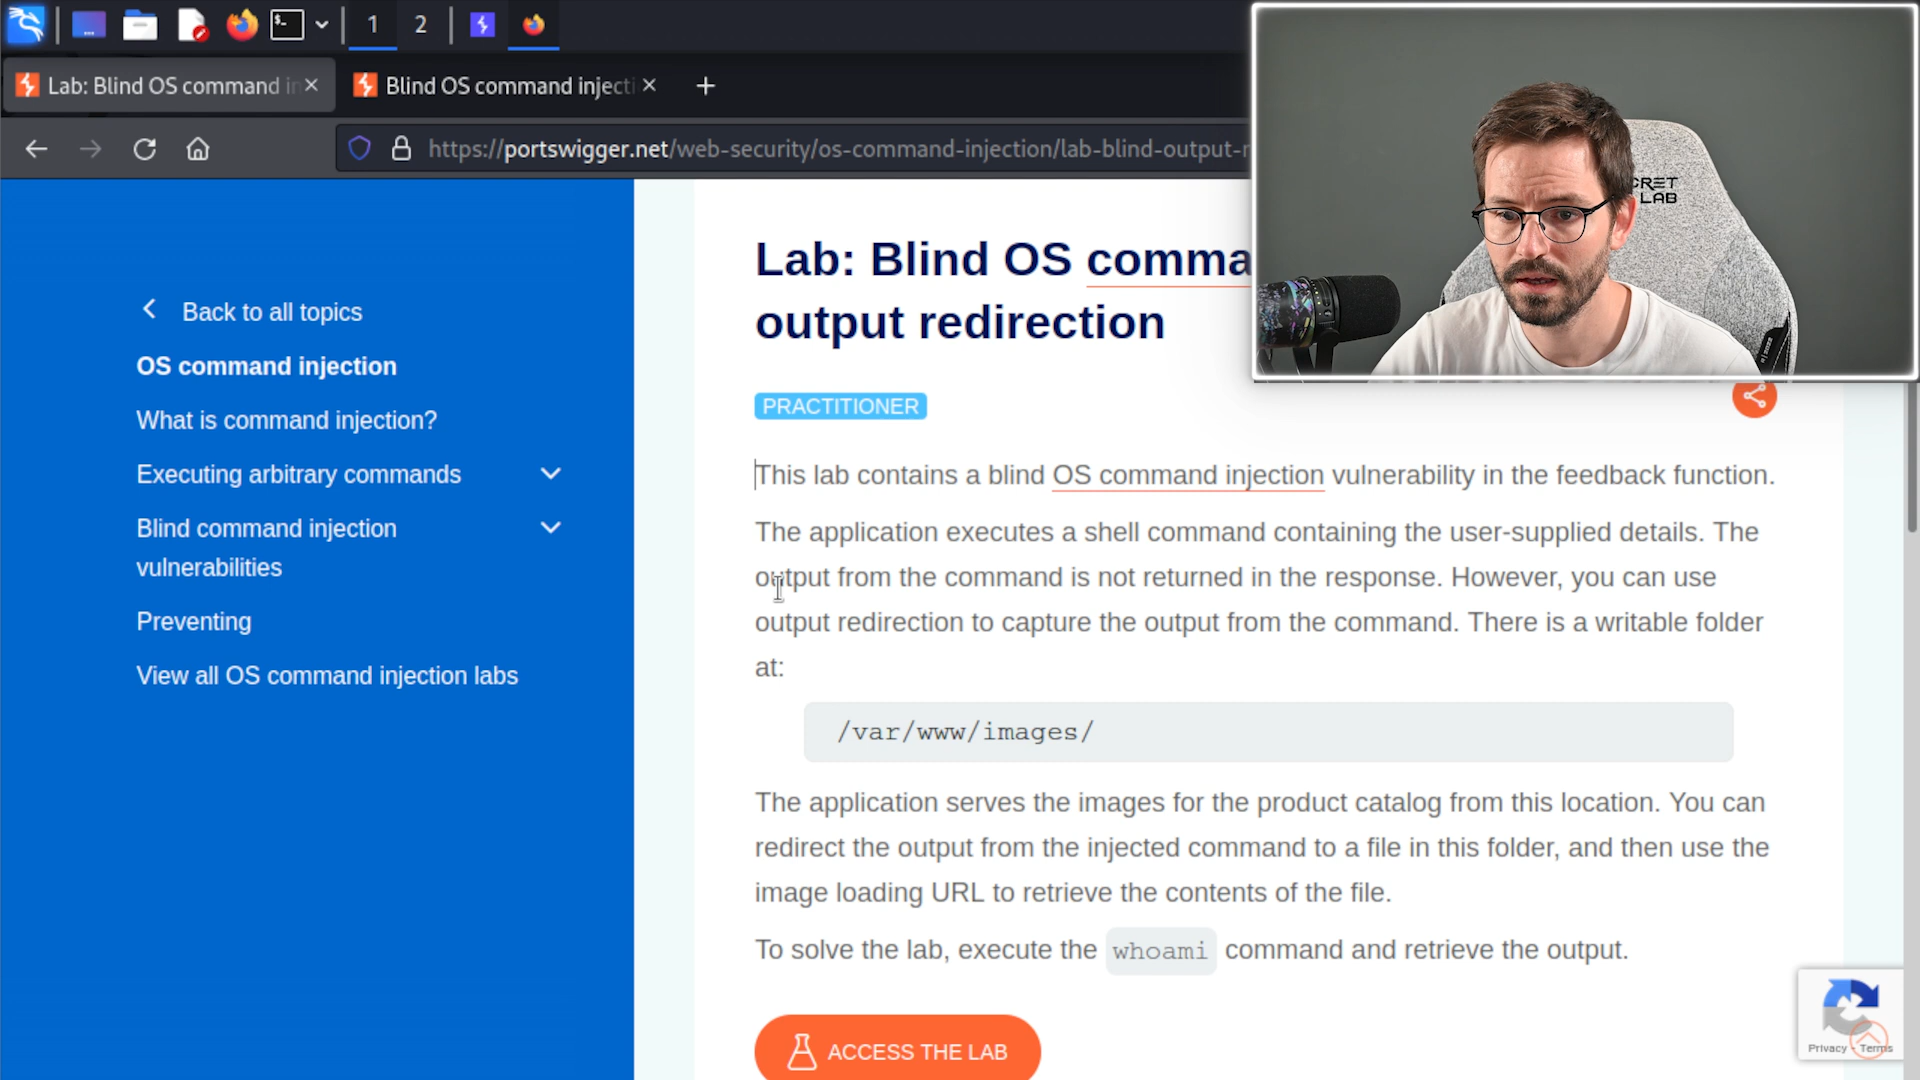 1
2
Lab: Blind OS command in
Blind OS command injecti
https://portswigger.net/web-security/os-command-injection/lab-blind-output-r
CRET
LAB
Back to all topics
OS command injection
What is command injection?
Executing arbitrary commands
Blind command injection
vulnerabilities
Preventing
View all OS command injection labs
Lab: Blind OS comma
output redirection
PRACTITIONER
This lab contains a blind OS command injection vulnerability in the feedback function.
The application executes a shell command containing the user-supplied details. The
output from the command is not returned in the response. However, you can use
output redirection to capture the output from the command. There is a writable folder
at:
/var/www/images/
The application serves the images for the product catalog from this location. You can
redirect the output from the injected command to a file in this folder, and then use the
image loading URL to retrieve the contents of the file.
To solve the lab, execute the whoami command and retrieve the output.
ACCESS THE LAB
Privacy - Terms